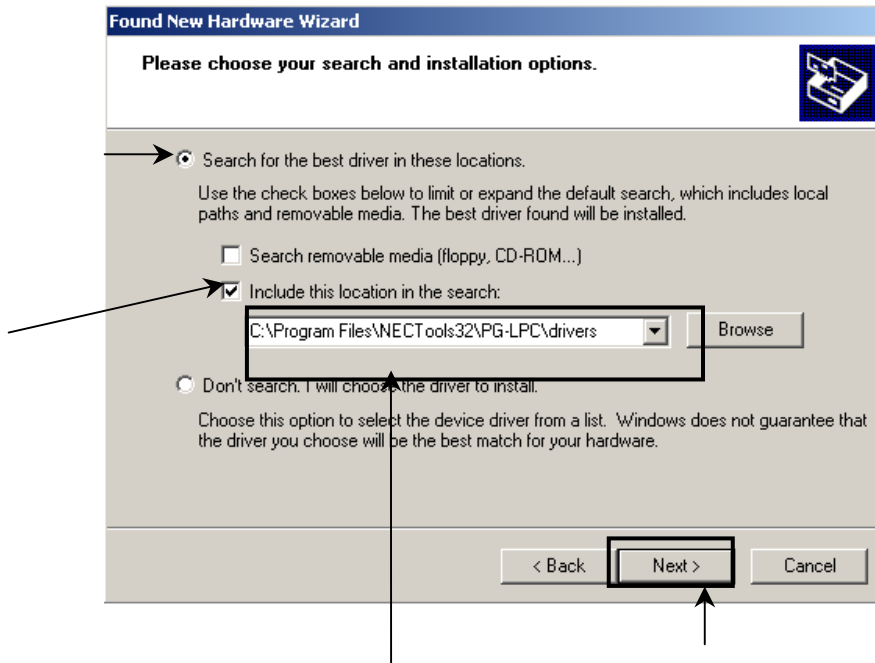 Found New Hardware Wizard
Please choose your search and installation options.
Search for the best driver in these locations.
Use the check boxes below to limit or expand the default search, which includes local
paths and removable media. The best driver found will be installed.
Search removable media (floppy, CD-ROM...)
Include this location in the search:
C:\Program Files\NECTools32\PG-LPC\drivers
Browse
Don't search. I will choose the driver to install.
Choose this option to select the device driver from a list.  Windows does not guarantee that
the driver you choose will be the best match for your hardware.
< Back
Next >
Cancel